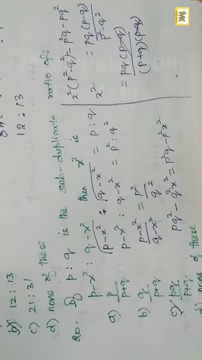 12 : 13
b) 12 : 13
c) 21 : 31
d) none of these
20. If p : q is the sub-duplicate ratio of
p-x² : q-x² then x² is
a) p/p+q
b) q/p+q
c) pq/p+q
d) none of these
√p-x² : √q-x² = p : q
p-x² : q-x² = p² : q²
p-x²/q-x² = p²/q²
pq² - q²x² = p²q - p²x²
x²(p²-q²) = p²q - pq²
x² = pq(p-q)/p²-q²
= pq(p-q)/(p+q)(p-q)